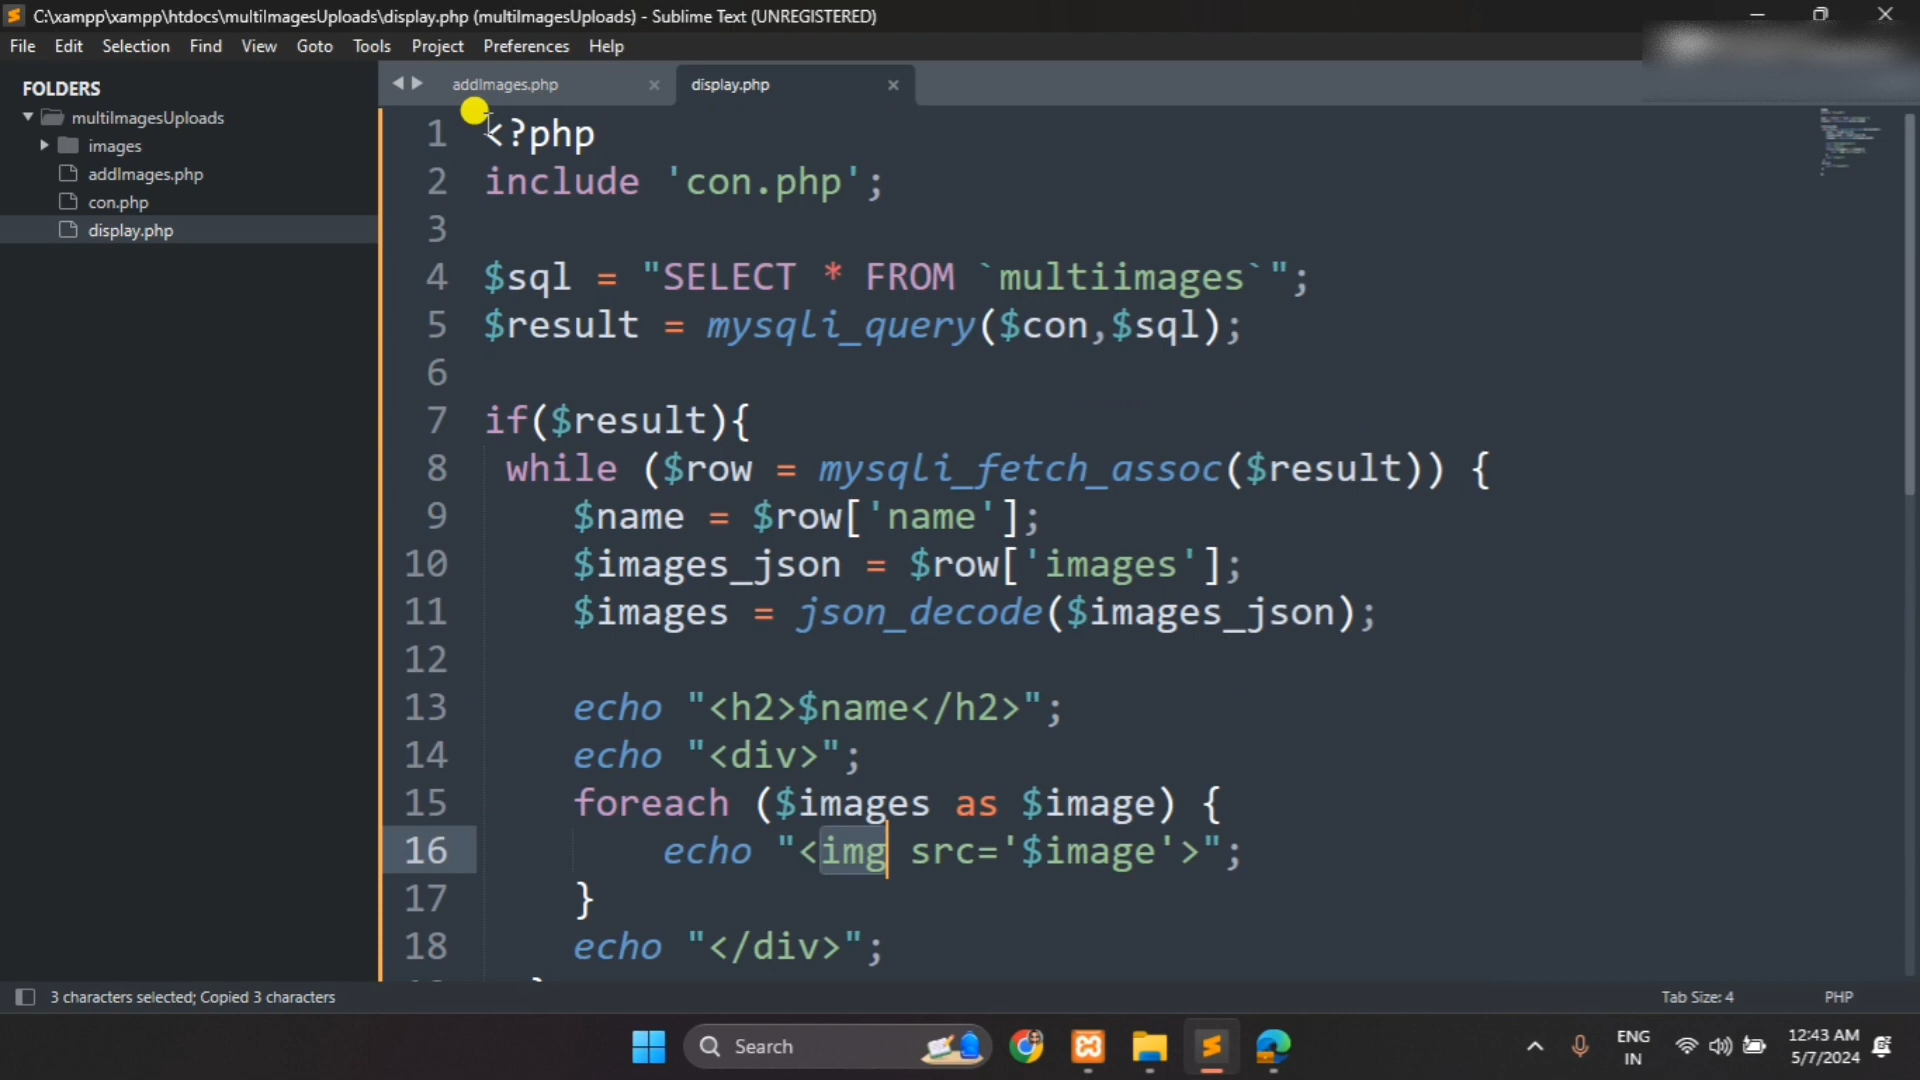 C:\xampp\xampp\htdocs\multiImagesUploads\display.php (multiImagesUploads) - Sublime Text (UNREGISTERED)
File Edit Selection Find View Goto Tools Project Preferences Help
FOLDERS
multiImagesUploads
images
addImages.php
con.php
display.php
addImages.php
display.php
1 <?php
2 include 'con.php';
3
4 $sql = "SELECT * FROM `multiimages`";
5 $result = mysqli_query($con,$sql);
6
7 if($result){
8 while ($row = mysqli_fetch_assoc($result)) {
9 $name = $row['name'];
10 $images_json = $row['images'];
11 $images = json_decode($images_json);
12
13 echo "<h2>$name</h2>";
14 echo "<div>";
15 foreach ($images as $image) {
16 echo "<img src='$image'>";
17 }
18 echo "</div>";
3 characters selected; Copied 3 characters
Tab Size: 4
PHP
Search
ENG
IN
12:43 AM
5/7/2024